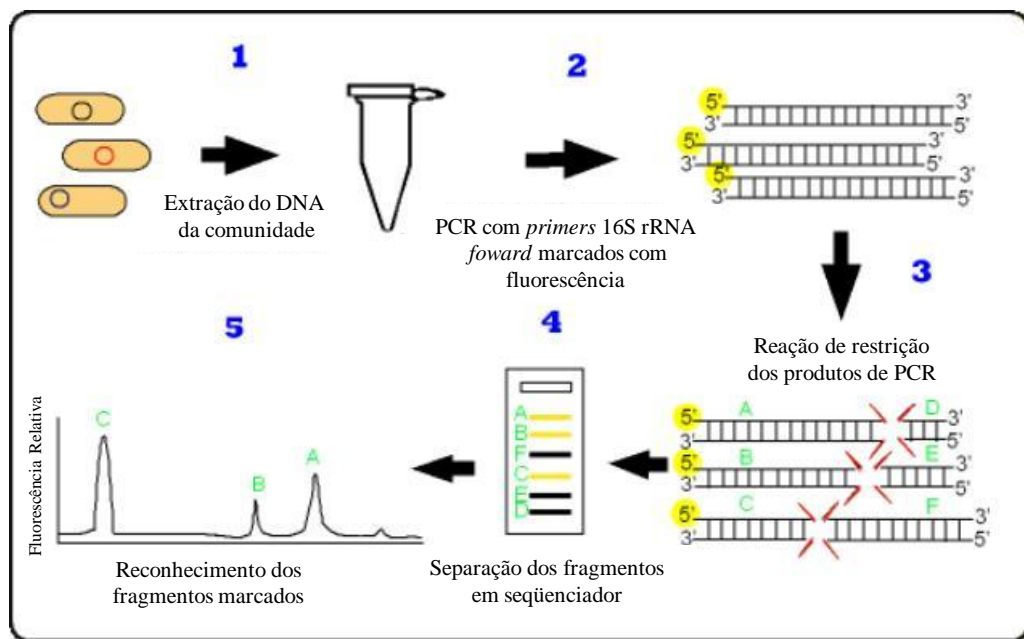 1
2
Extração do DNA
da comunidade
PCR com primers 16S rRNA
foward marcados com
fluorescência
5' 3'
3' 5'
5' 3'
3' 5'
5' 3'
3' 5'
3
Reação de restrição
dos produtos de PCR
5' A D 3'
3' 5'
5' B E 3'
3' 5'
5' C F 3'
3' 5'
4
A
B
F
C
E
D
Separação dos fragmentos
em seqüenciador
5
Fluorescência Relativa
C
B
A
Reconhecimento dos
fragmentos marcados